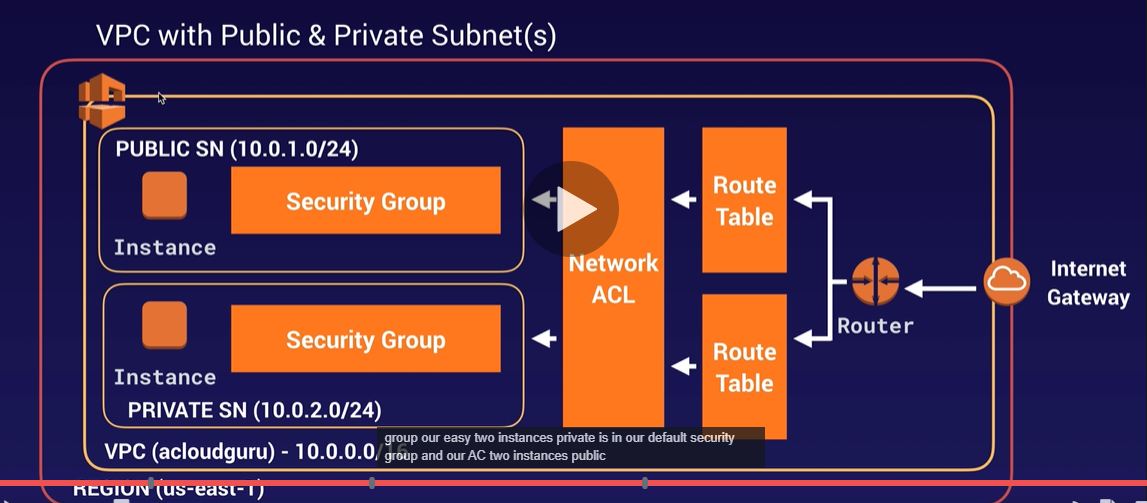 VPC with Public & Private Subnet(s)
PUBLIC SN (10.0.1.0/24)
Security Group
Instance
Security Group
Instance
PRIVATE SN (10.0.2.0/24)
Network
ACL
Route
Table
Route
Table
Router
Internet
Gateway
VPC (acloudguru) - 10.0.0.0/16
group our easy two instances private is in our default security
group and our AC two instances public
REGION (us-east-1)